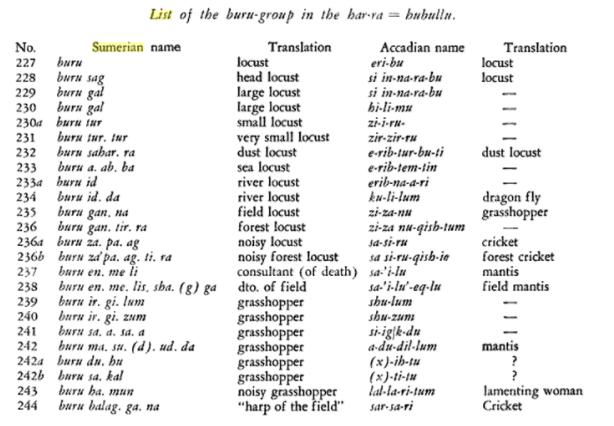 List of the buru-group in the har-ra = hubullu.
No. Sumerian name Translation Accadian name Translation
227 buru locust eri-bu locust
228 buru sag head locust si in-na-ra-bu locust
229 buru gal large locust si in-na-ra-bu —
230 buru gal large locust hi-li-mu —
230a buru tur small locust zi-i-ru- —
231 buru tur. tur very small locust zir-zir-ru —
232 buru sahar. ra dust locust e-rib-tur-bu-ti dust locust
233 buru a. ab. ba sea locust e-rib-tem-tin —
233a buru id river locust erib-na-a-ri —
234 buru id. da river locust ku-li-lum dragon fly
235 buru gan. na field locust zi-za-nu grasshopper
236 buru gan. tir. ra forest locust zi-za nu-qish-tum —
236a buru za. pa. ag noisy locust sa-si-ru cricket
236b buru za'pa. ag. ti. ra noisy forest locust sa si-ru-qish-ie forest cricket
237 buru en. me li consultant (of death) sa-'i-lu mantis
238 buru en. me lis, sha. (g) ga dto. of field sa-'i-lu'-eq-lu field mantis
239 buru ir. gi. lum grasshopper shu-lum —
240 buru ir. gi. zum grasshopper shu-zum —
241 buru sa. a. sa. a grasshopper si-ig|k-du —
242 buru ma. su. (d). ud. da grasshopper a-du-dil-lum mantis
242a buru du. bu grasshopper (x)-ib-tu ?
242b buru sa. kal grasshopper (x)-ti-tu ?
243 buru ha. mun noisy grasshopper lal-la-ri-tum lamenting woman
244 buru balag. ga. na "harp of the field" sar-sa-ri Cricket